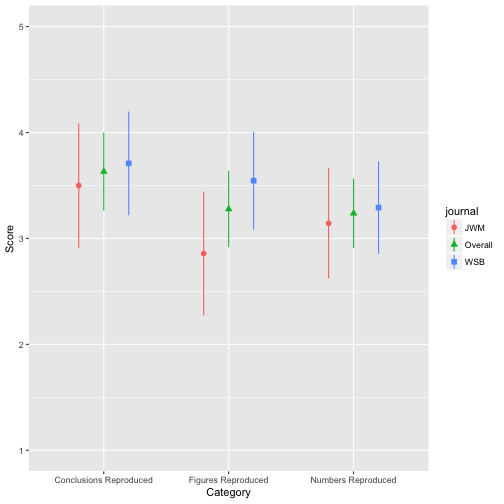 5
4
3
2
1
Score
Conclusions Reproduced Figures Reproduced Numbers Reproduced
Category
journal
JWM
Overall
WSB